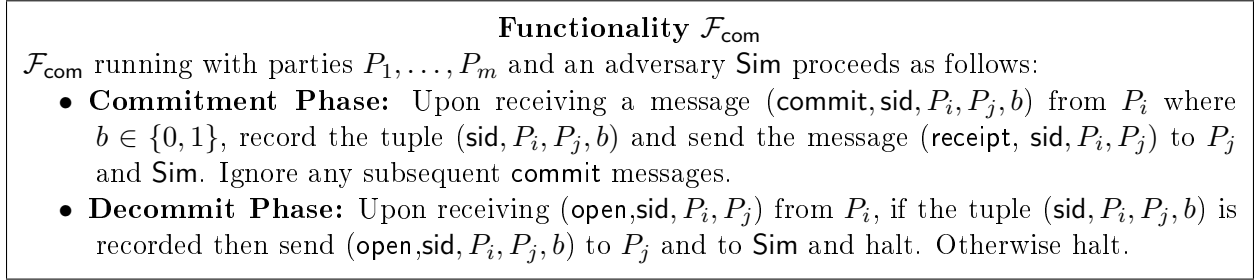 Functionality 𝓕com
𝓕com running with parties P1, . . . , Pm and an adversary Sim proceeds as follows:
• Commitment Phase: Upon receiving a message (commit, sid, Pi, Pj, b) from Pi where
b ∈ {0, 1}, record the tuple (sid, Pi, Pj, b) and send the message (receipt, sid, Pi, Pj) to Pj
and Sim. Ignore any subsequent commit messages.
• Decommit Phase: Upon receiving (open,sid, Pi, Pj) from Pi, if the tuple (sid, Pi, Pj, b) is
recorded then send (open,sid, Pi, Pj, b) to Pj and to Sim and halt. Otherwise halt.